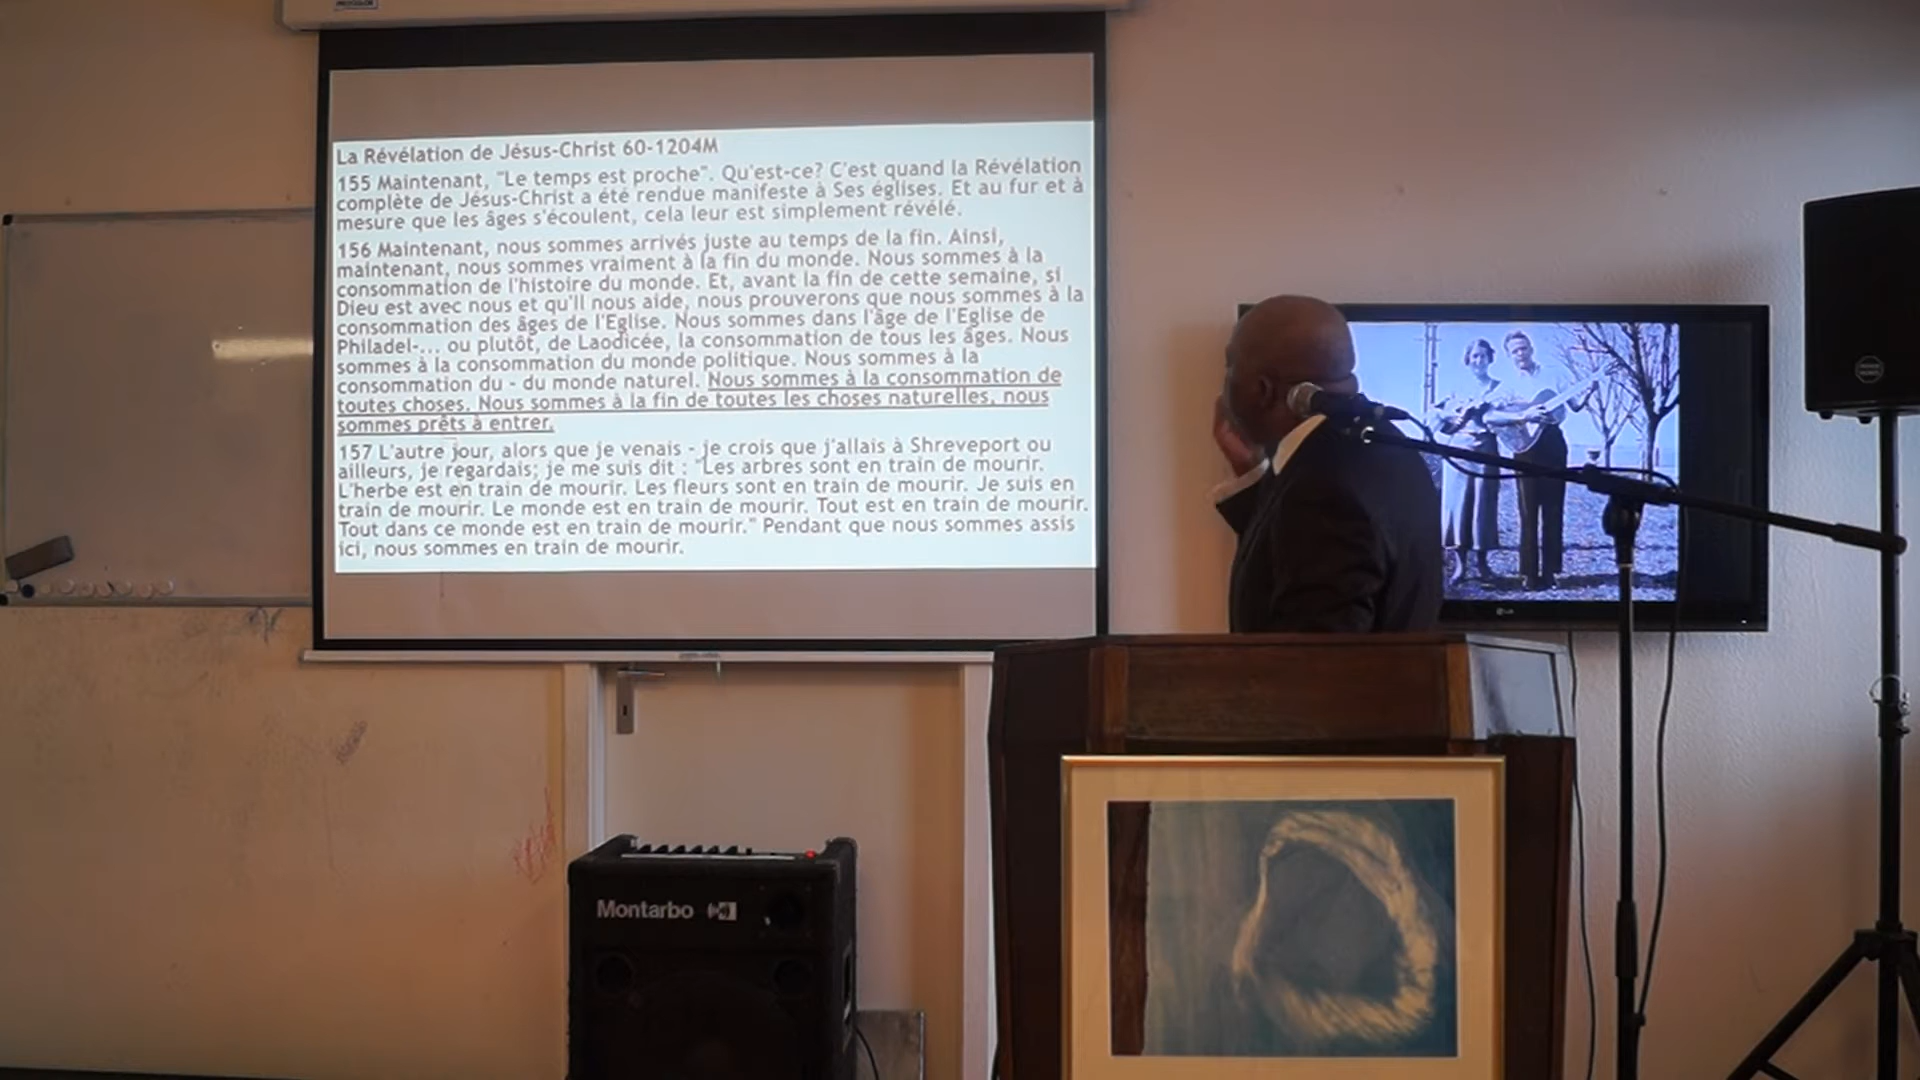 La Révélation de Jésus-Christ 60-1204M
155 Maintenant, "Le temps est proche". Qu'est-ce? C'est quand la Révélation
complète de Jésus-Christ a été rendue manifeste à Ses églises. Et au fur et à
mesure que les âges s'écoulent, cela leur est simplement révélé.
156 Maintenant, nous sommes arrivés juste au temps de la fin. Ainsi,
maintenant, nous sommes vraiment à la fin du monde. Nous sommes à la
consommation de l'histoire du monde. Et, avant la fin de cette semaine, si
Dieu est avec nous et qu'Il nous aide, nous prouverons que nous sommes à la
consommation des âges de l'Eglise. Nous sommes dans l'âge de l'Eglise de
Philadel-... ou plutôt, de Laodicée, la consommation de tous les âges. Nous
sommes à la consommation du monde politique. Nous sommes à la
consommation du - du monde naturel. Nous sommes à la consommation de
toutes choses. Nous sommes à la fin de toutes les choses naturelles, nous
sommes prêts à entrer.
157 L'autre jour, alors que je venais - je crois que j'allais à Shreveport ou
ailleurs, je regardais; je me suis dit : "Les arbres sont en train de mourir.
L'herbe est en train de mourir. Les fleurs sont en train de mourir. Je suis en
train de mourir. Le monde est en train de mourir. Tout est en train de mourir.
Tout dans ce monde est en train de mourir." Pendant que nous sommes assis
ici, nous sommes en train de mourir.
LG
Montarbo